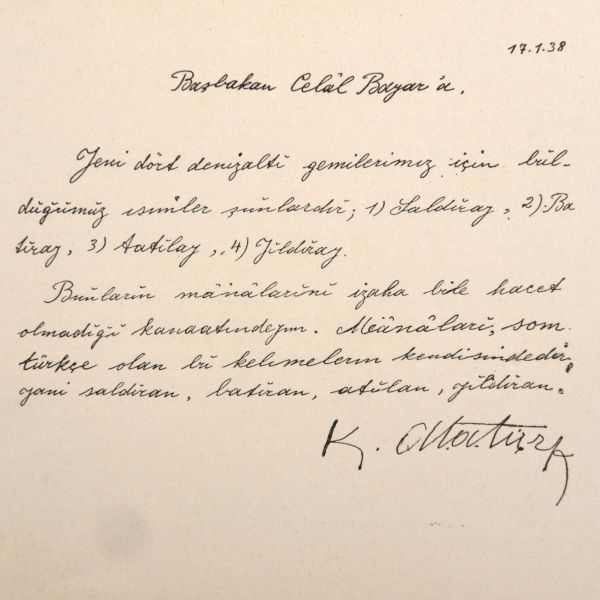 17.1.38
Başbakan Celâl Bayar'a.
Yeni dört denizaltı gemilerimiz için bul-
duğumuz isimler şunlardır; 1) Saldıray, 2) Ba
tıray, 3) Aatılay, 4) Yıldıray.
Bunların mânâlarını izaha bile hacet
olmadığı kanaatındeyim. Mânâları, som
türkçe olan bu kelimelerin kendisindedir,
yani saldıran, batıran, atılan, yıldıran.
K. Atatürk